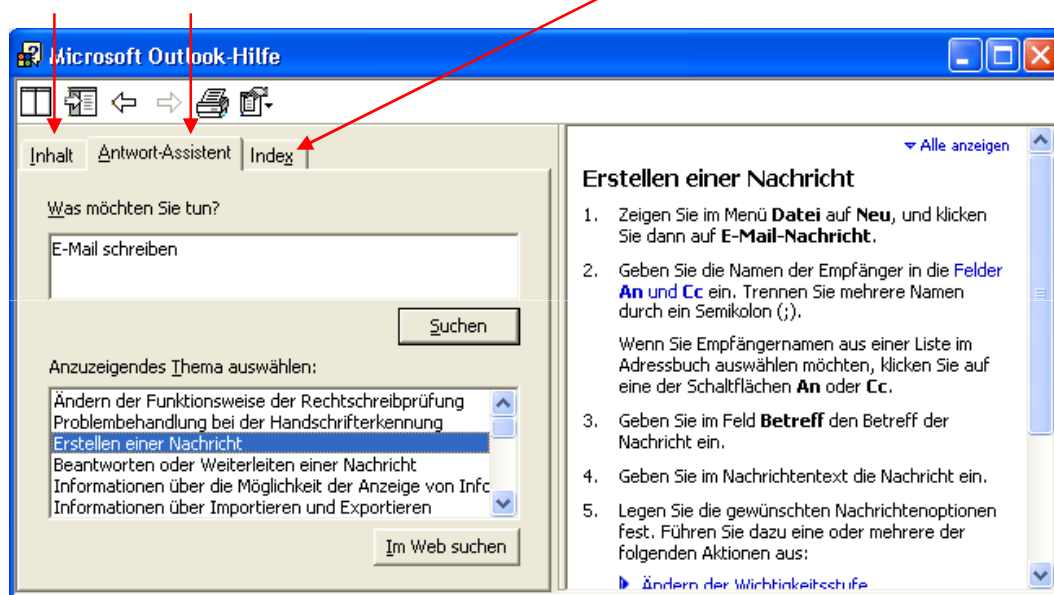 Microsoft Outlook-Hilfe
Inhalt Antwort-Assistent Index
Was möchten Sie tun?
E-Mail schreiben
Suchen
Anzuzeigendes Thema auswählen:
Ändern der Funktionsweise der Rechtschreibprüfung
Problembehandlung bei der Handschrifterkennung
Erstellen einer Nachricht
Beantworten oder Weiterleiten einer Nachricht
Informationen über die Möglichkeit der Anzeige von Info
Informationen über Importieren und Exportieren
Im Web suchen
Alle anzeigen
Erstellen einer Nachricht
1. Zeigen Sie im Menü Datei auf Neu, und klicken
Sie dann auf E-Mail-Nachricht.
2. Geben Sie die Namen der Empfänger in die Felder
An und Cc ein. Trennen Sie mehrere Namen
durch ein Semikolon (;).
Wenn Sie Empfängernamen aus einer Liste im
Adressbuch auswählen möchten, klicken Sie auf
eine der Schaltflächen An oder Cc.
3. Geben Sie im Feld Betreff den Betreff der
Nachricht ein.
4. Geben Sie im Nachrichtentext die Nachricht ein.
5. Legen Sie die gewünschten Nachrichtenoptionen
fest. Führen Sie dazu eine oder mehrere der
folgenden Aktionen aus:
Ändern der Wichtigkeitsstufe